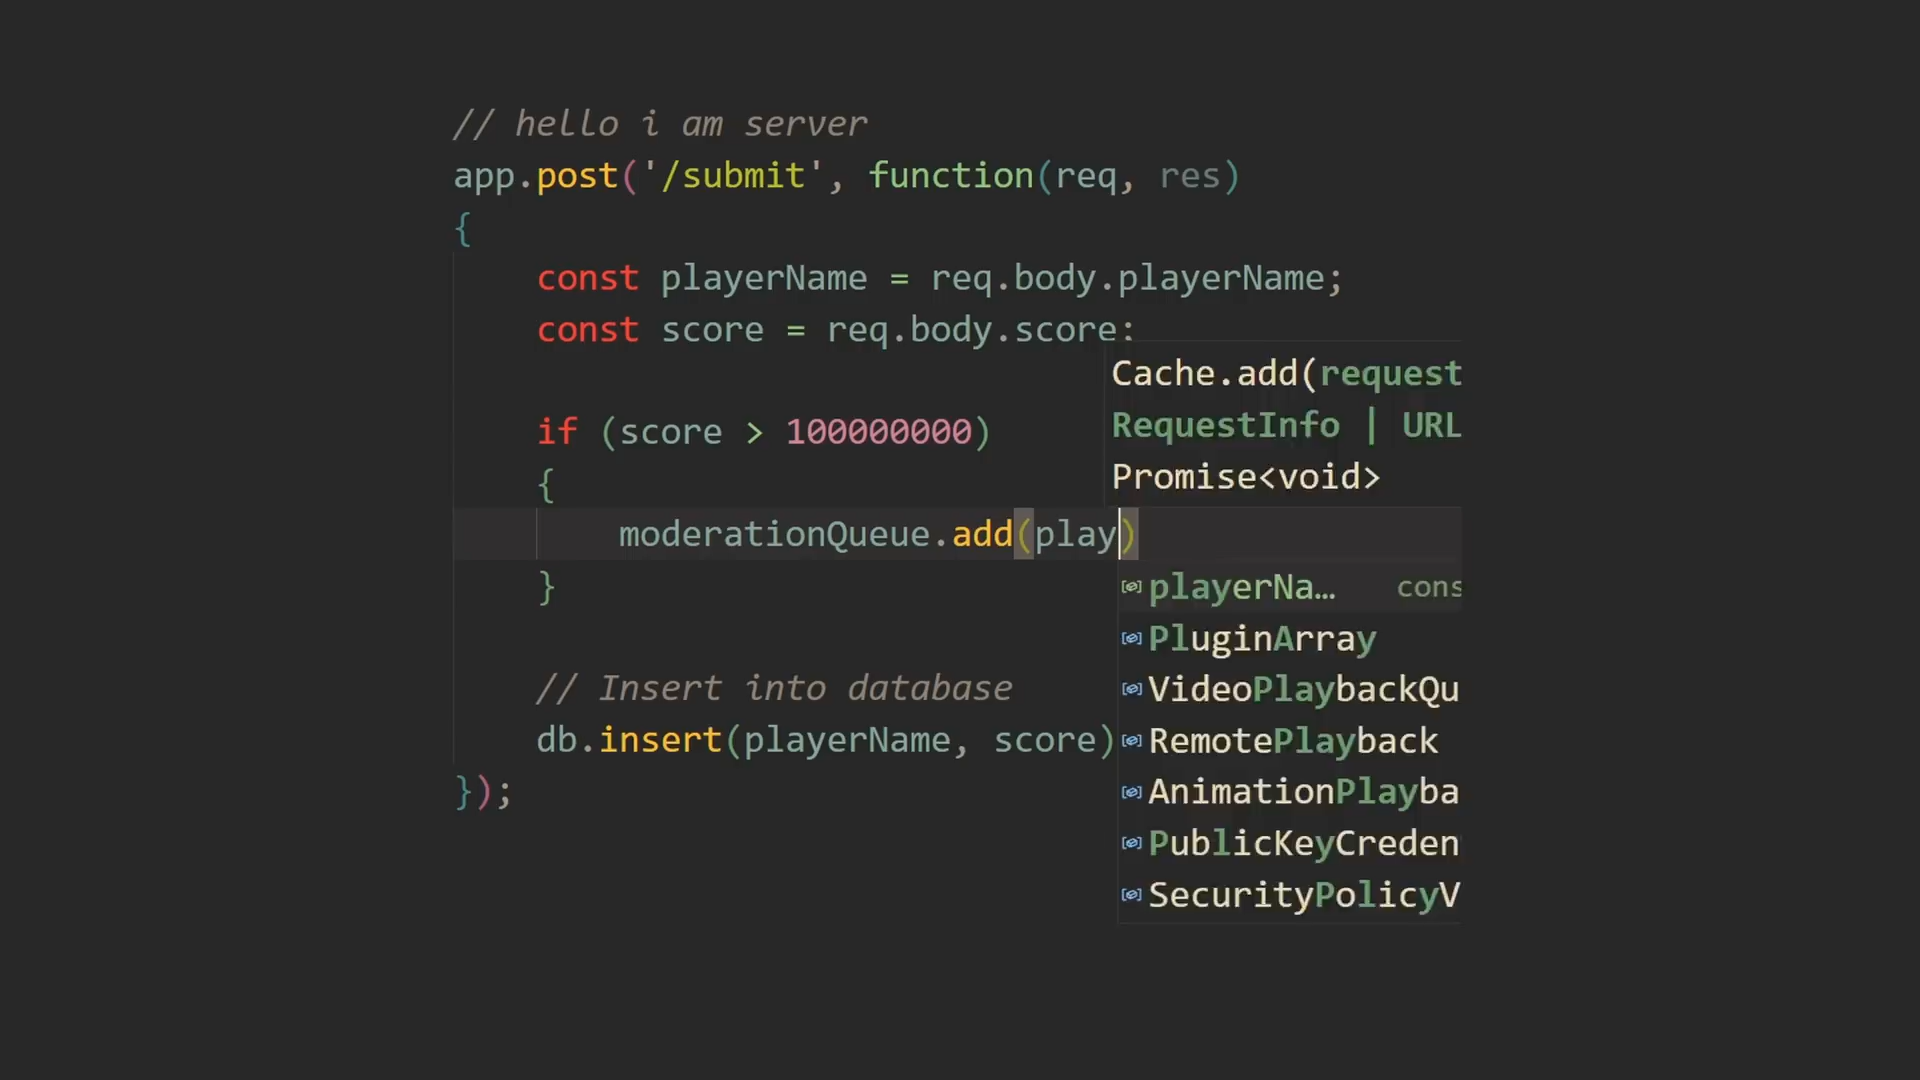 // hello i am server
app.post('/submit', function(req, res)
{
const playerName = req.body.playerName;
const score = req.body.score;
if (score > 100000000)
{
moderationQueue.add(play)
}
// Insert into database
db.insert(playerName, score)
});
Cache.add(request
RequestInfo | URL
Promise<void>
playerNa… cons
PluginArray
VideoPlaybackQu
RemotePlayback
AnimationPlayba
PublicKeyCreden
SecurityPolicyV